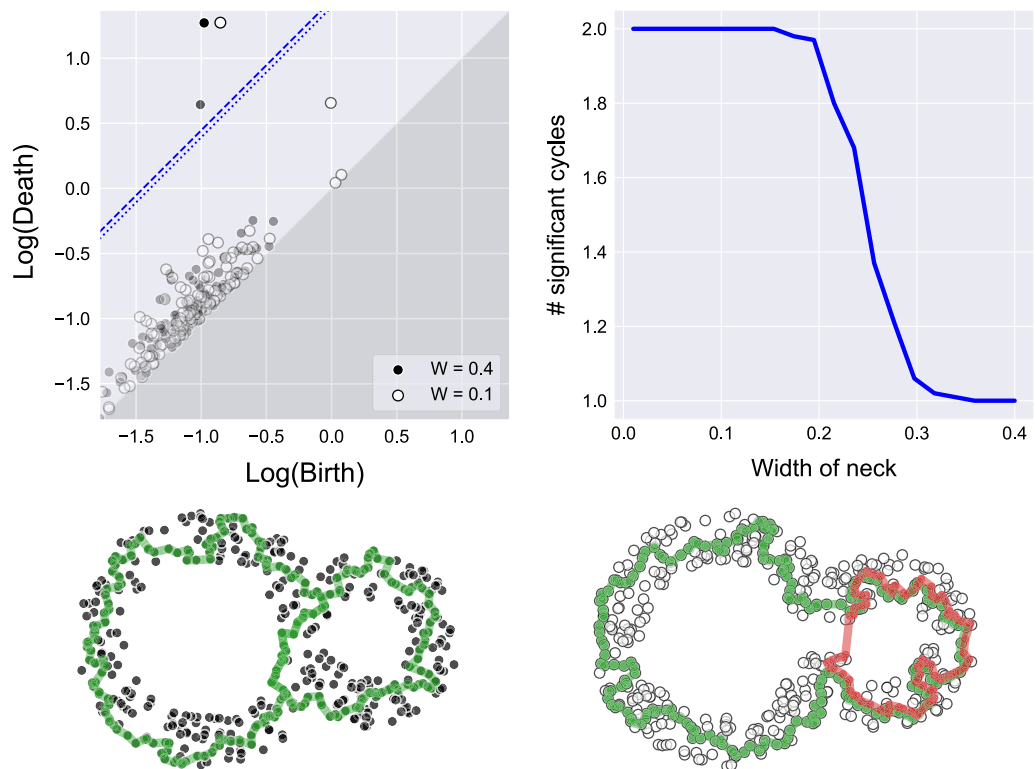 1.0
0.5
0.0
−0.5
−1.0
−1.5
Log(Death)
−1.5 −1.0 −0.5 0.0 0.5 1.0
Log(Birth)
W = 0.4
W = 0.1
2.0
1.8
1.6
1.4
1.2
1.0
# significant cycles
0.0 0.1 0.2 0.3 0.4
Width of neck